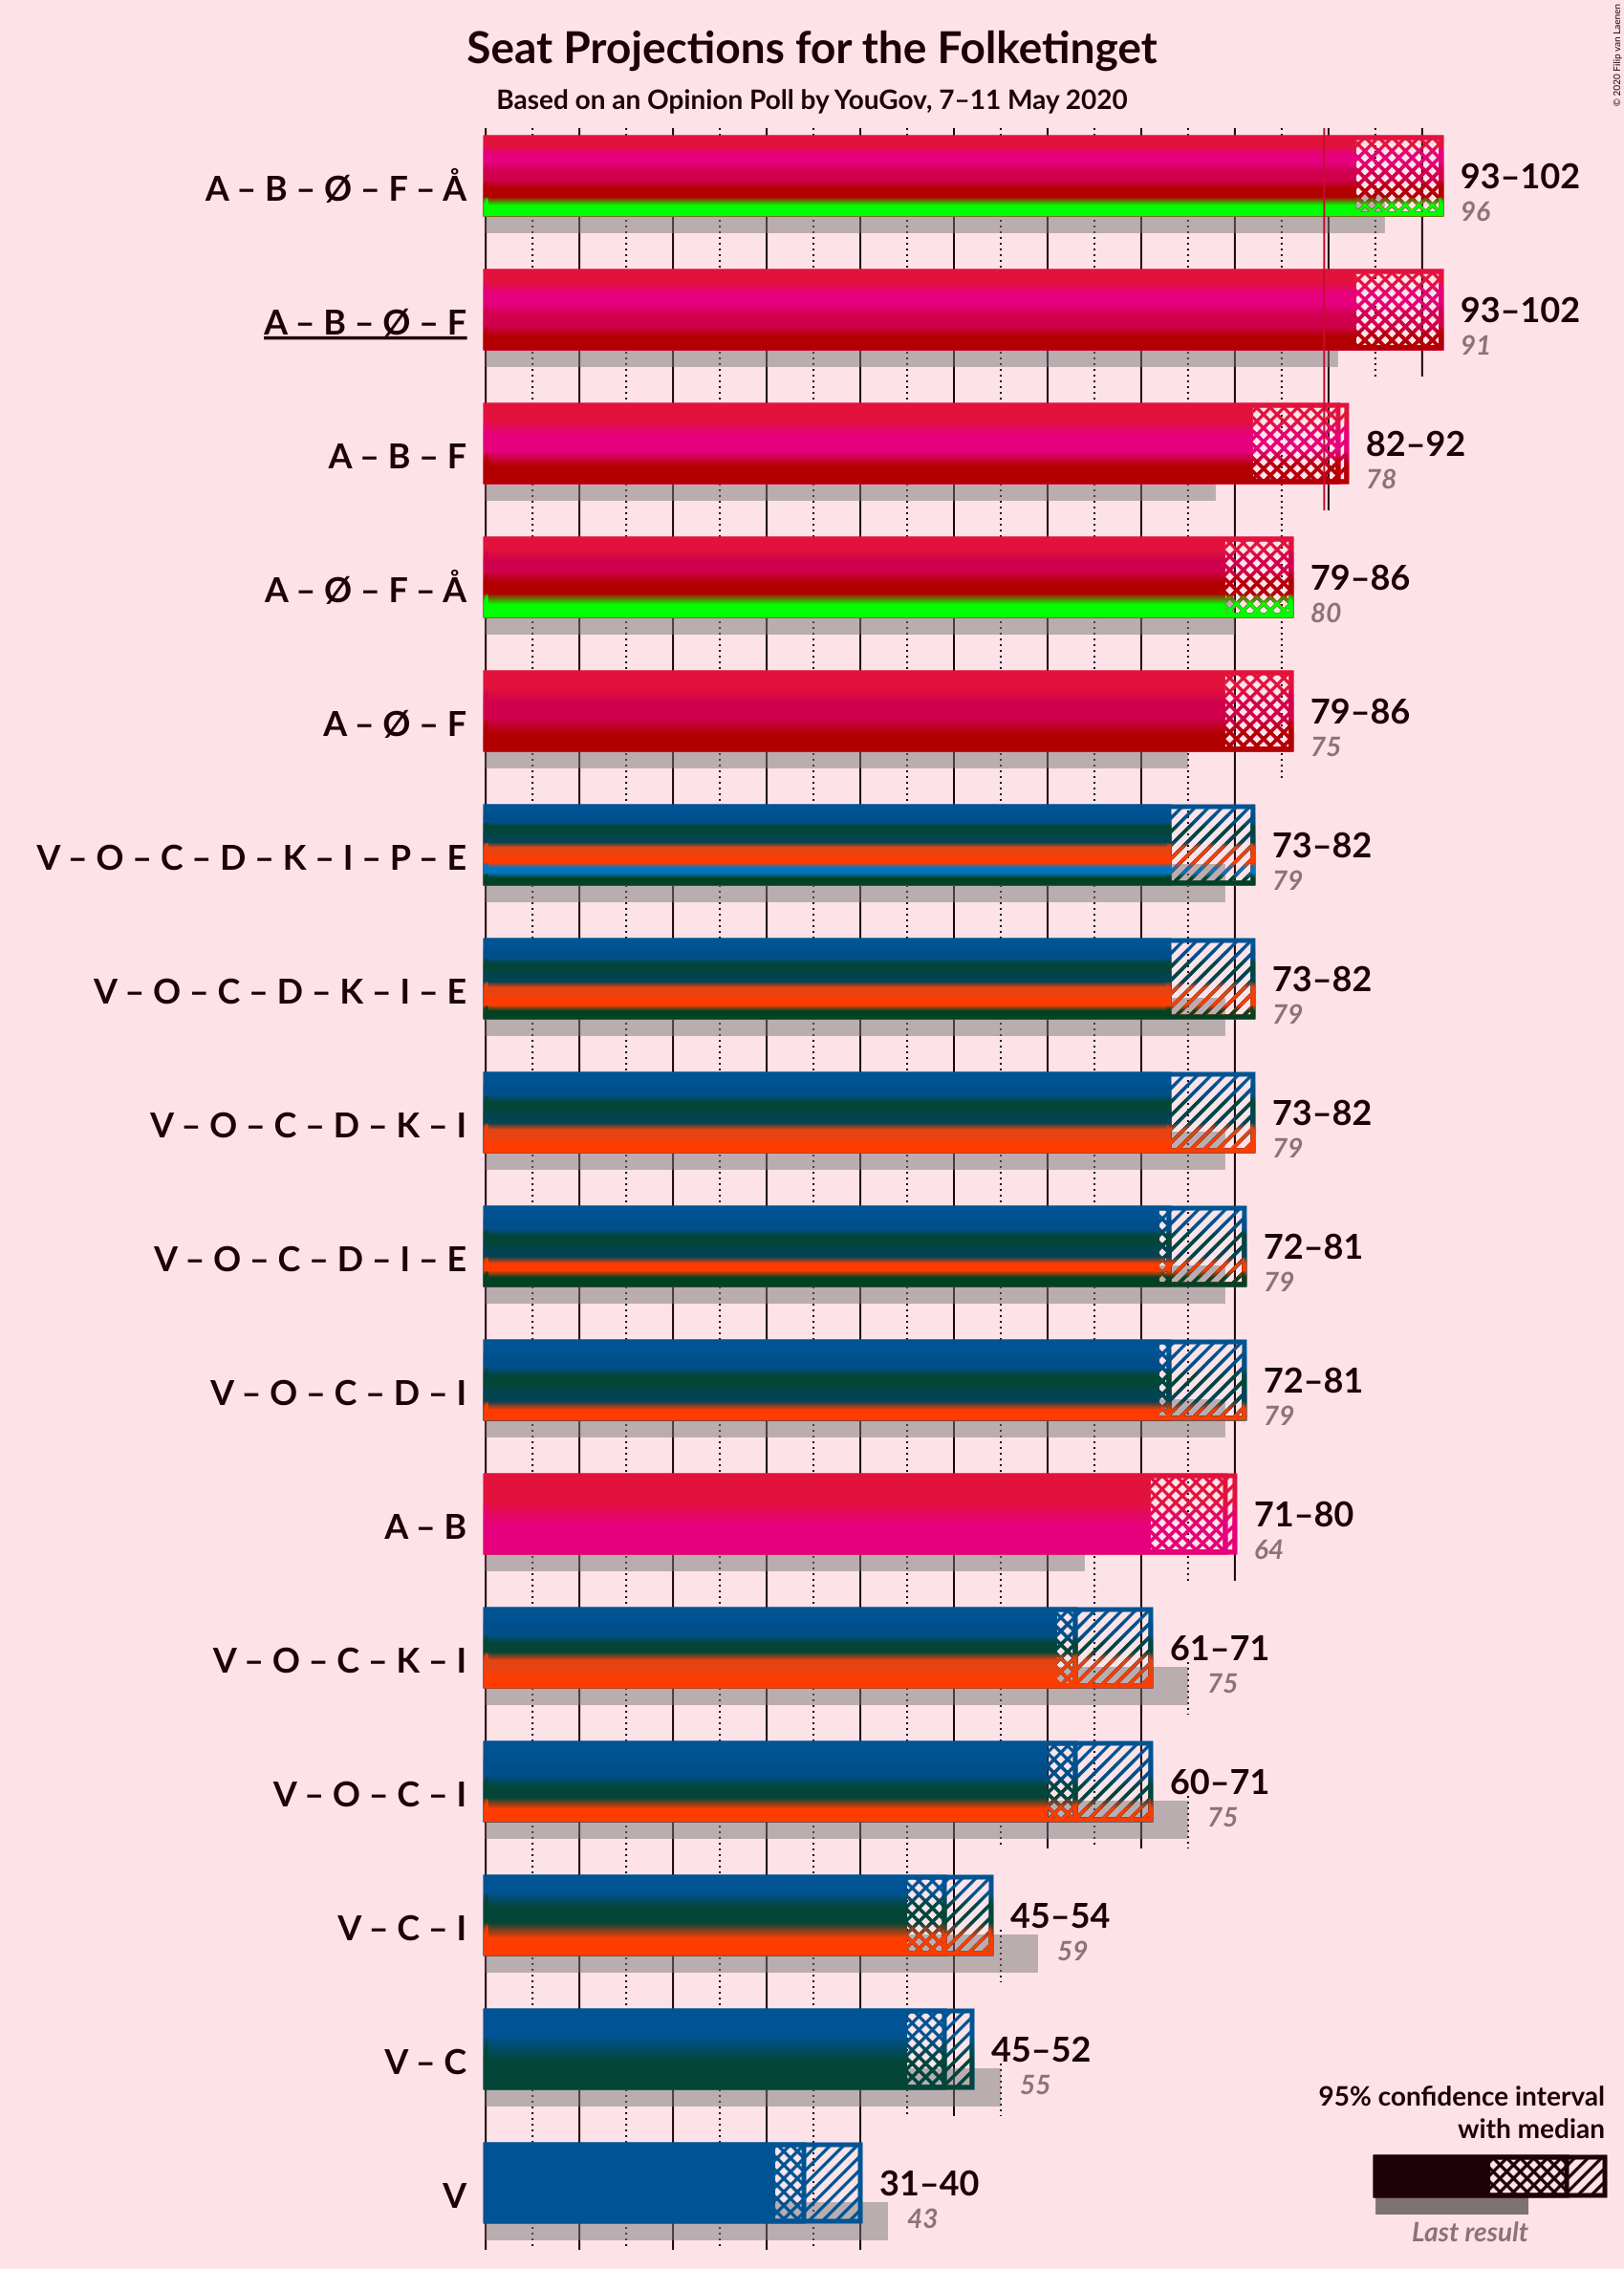 Seat Projections for the Folketinget
Based on an Opinion Poll by YouGov, 7–11 May 2020
© 2020 Filip van Laenen
A – B – Ø – F – Å
93–102
96
A – B – Ø – F
93–102
91
A – B – F
82–92
78
A – Ø – F – Å
79–86
80
A – Ø – F
79–86
75
V – O – C – D – K – I – P – E
73–82
79
V – O – C – D – K – I – E
73–82
79
V – O – C – D – K – I
73–82
79
V – O – C – D – I – E
72–81
79
V – O – C – D – I
72–81
79
A – B
71–80
64
V – O – C – K – I
61–71
75
V – O – C – I
60–71
75
V – C – I
45–54
59
V – C
45–52
55
V
31–40
43
95% confidence interval
with median
Last result